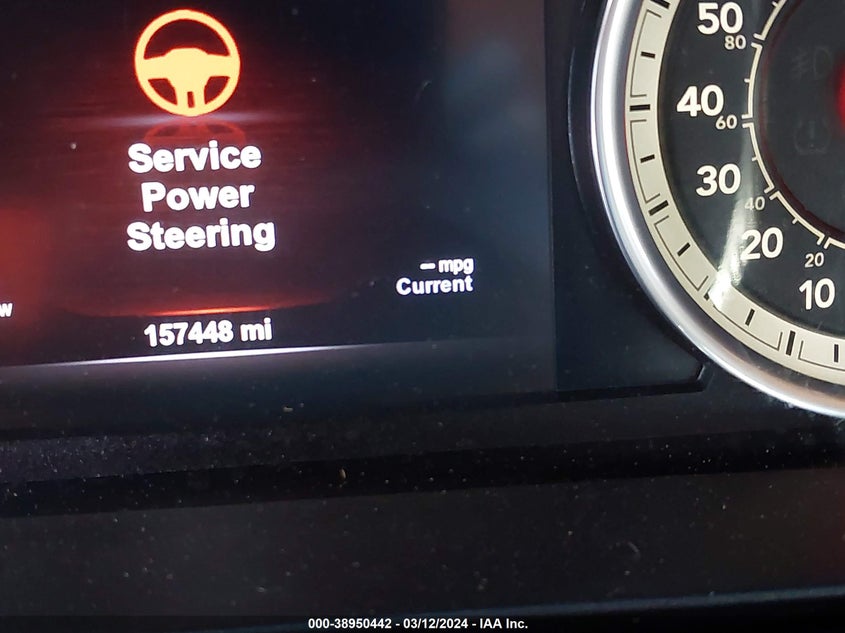 Service
Power
Steering
-- mpg
Current
w
157448 mi
50
80
40
60
30
40
20
20
10
000-38950442 - 03/12/2024 - IAA Inc.